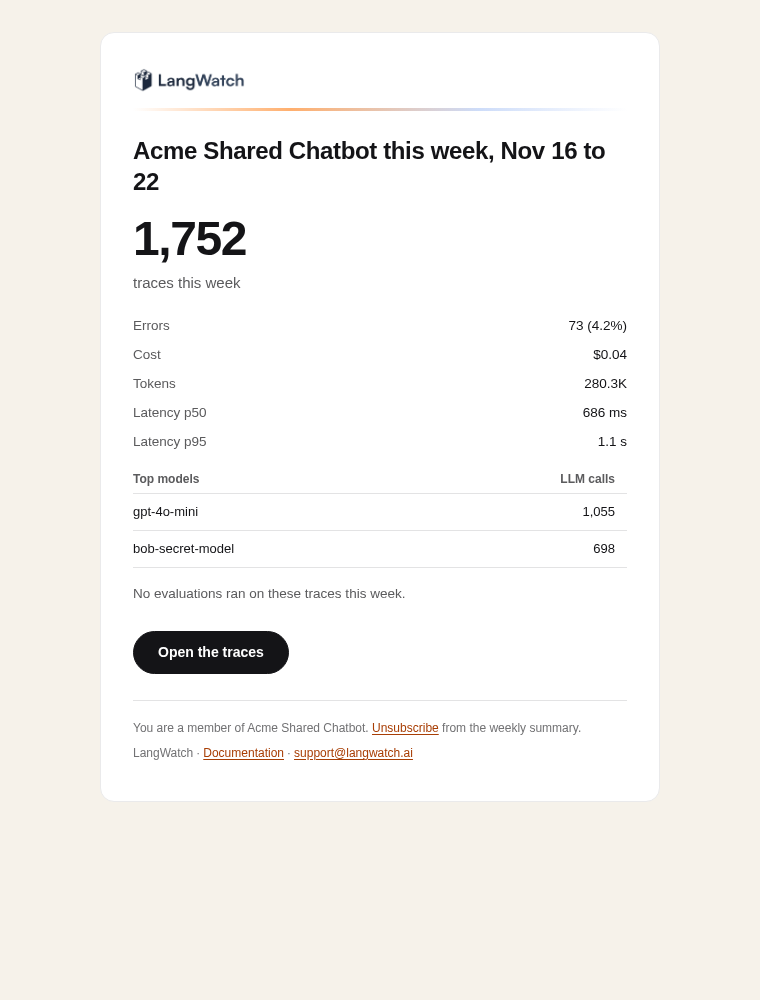 LangWatch
Acme Shared Chatbot this week, Nov 16 to
22
1,752
traces this week
Errors 73 (4.2%)
Cost $0.04
Tokens 280.3K
Latency p50 686 ms
Latency p95 1.1 s
Top models LLM calls
gpt-4o-mini 1,055
bob-secret-model 698
No evaluations ran on these traces this week.
Open the traces
You are a member of Acme Shared Chatbot. Unsubscribe from the weekly summary.
LangWatch · Documentation · support@langwatch.ai